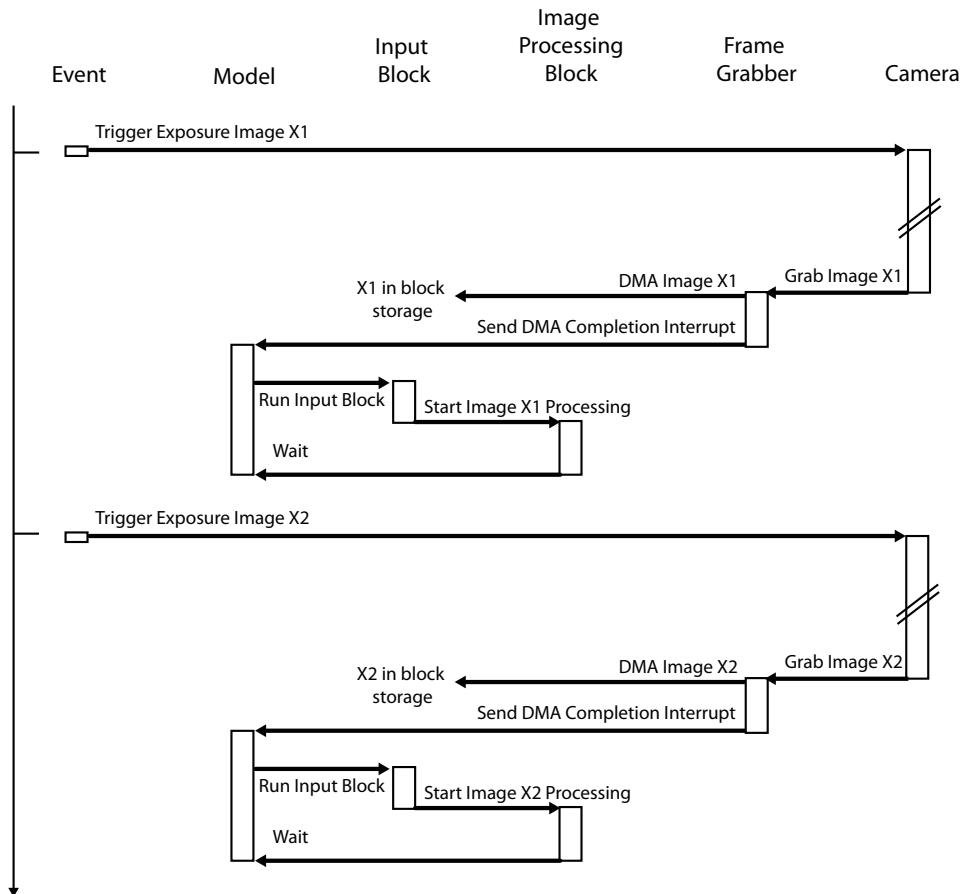 Event
Model
Input
Block
Image
Processing
Block
Frame
Grabber
Camera
Trigger Exposure Image X1
Grab Image X1
DMA Image X1
X1 in block
storage
Send DMA Completion Interrupt
Run Input Block
Start Image X1 Processing
Wait
Trigger Exposure Image X2
Grab Image X2
DMA Image X2
X2 in block
storage
Send DMA Completion Interrupt
Run Input Block
Start Image X2 Processing
Wait